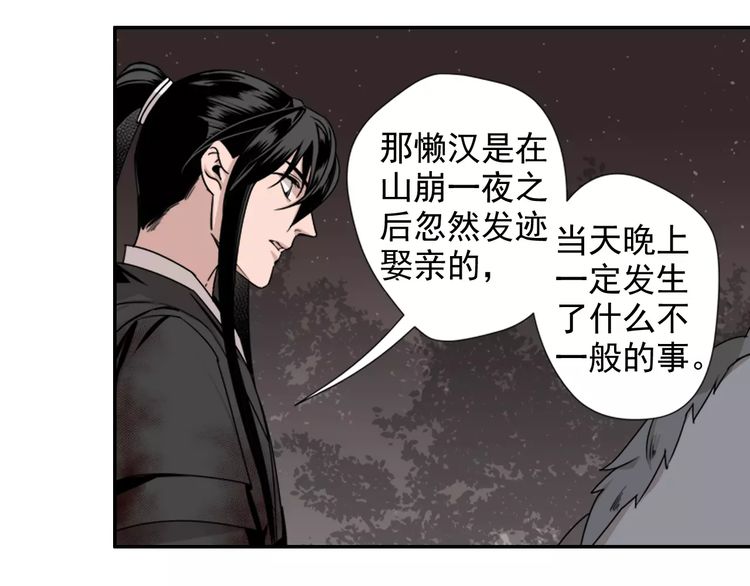 那懒汉是在
山崩一夜之
后忽然发迹
娶亲的，
当天晚上
一定发生
了什么不
一般的事。